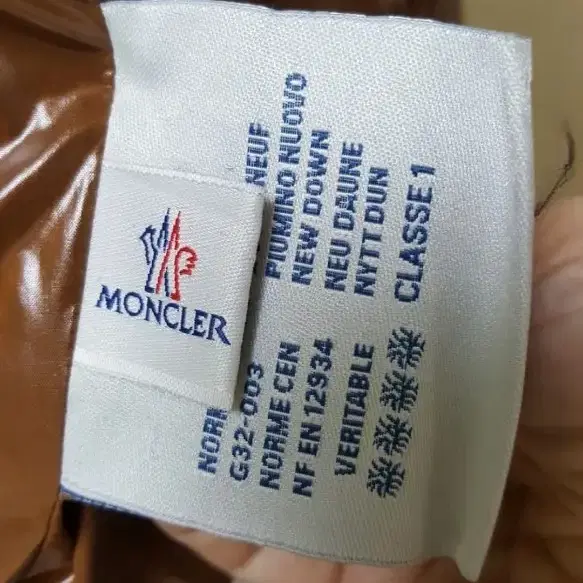 MONCLER
NEUF
PIUMINO NUOVO
NEW DOWN
NEU DAUNE
NYTT DUN
CLASSE 1
G32-003
NORME CEN
NF EN 12934
VERITABLE